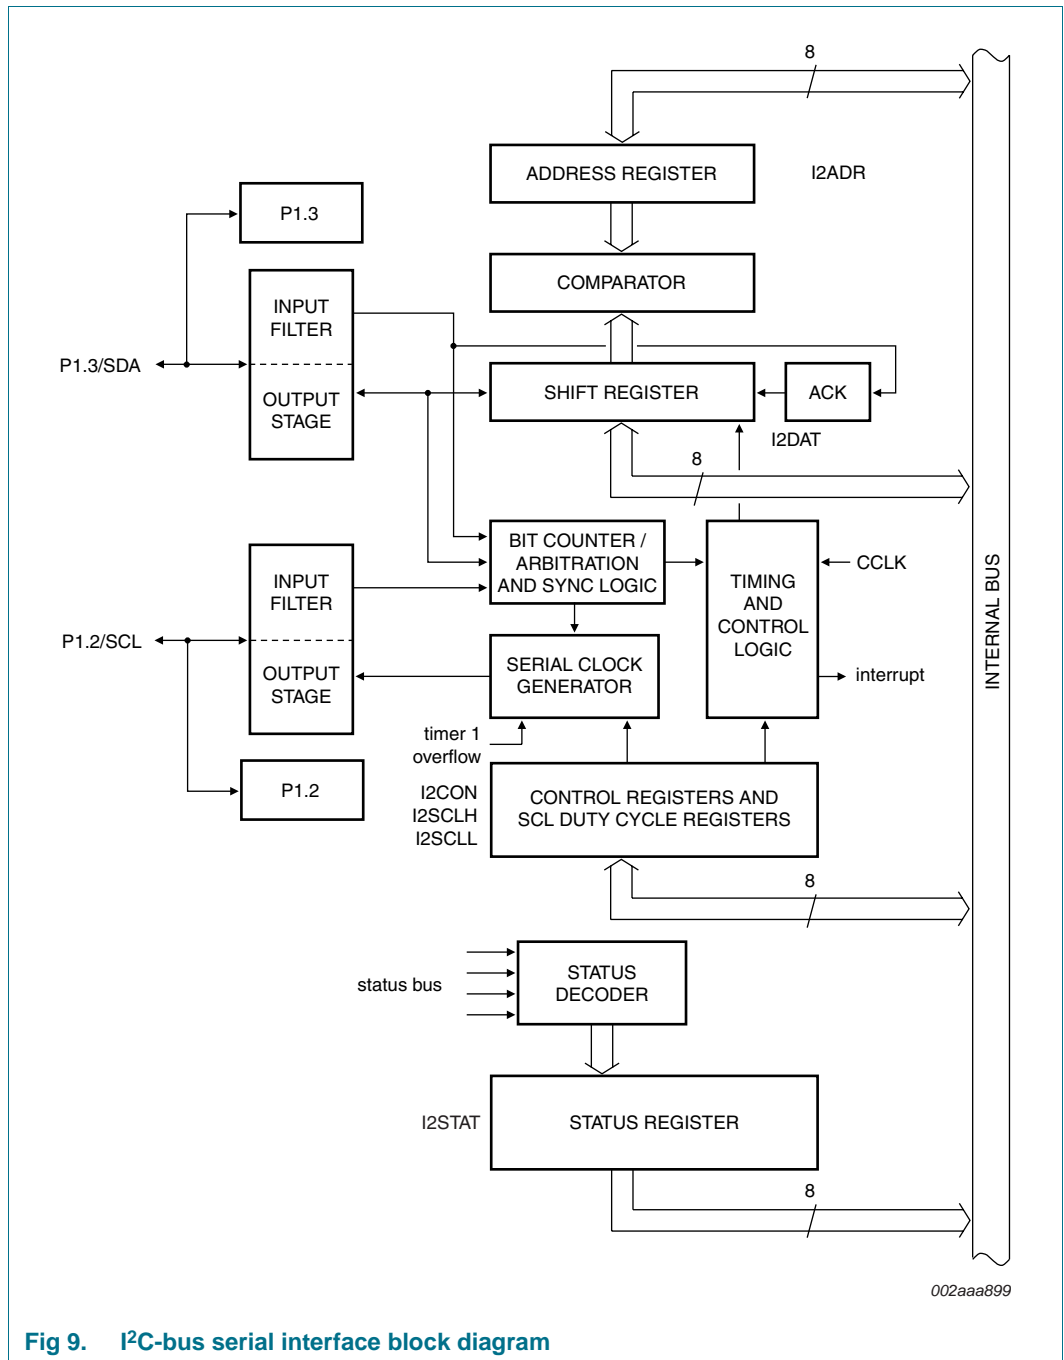 8
ADDRESS REGISTER
I2ADR
P1.3
COMPARATOR
INPUT
FILTER
P1.3/SDA
OUTPUT
STAGE
SHIFT REGISTER
ACK
I2DAT
8
BIT COUNTER /
ARBITRATION
AND SYNC LOGIC
INPUT
FILTER
TIMING
AND
CONTROL
LOGIC
CCLK
INTERNAL BUS
P1.2/SCL
OUTPUT
STAGE
SERIAL CLOCK
GENERATOR
interrupt
timer 1
overflow
P1.2
I2CON
I2SCLH
I2SCLL
CONTROL REGISTERS AND
SCL DUTY CYCLE REGISTERS
8
status bus
STATUS
DECODER
I2STAT
STATUS REGISTER
8
002aaa899
Fig 9. I²C-bus serial interface block diagram